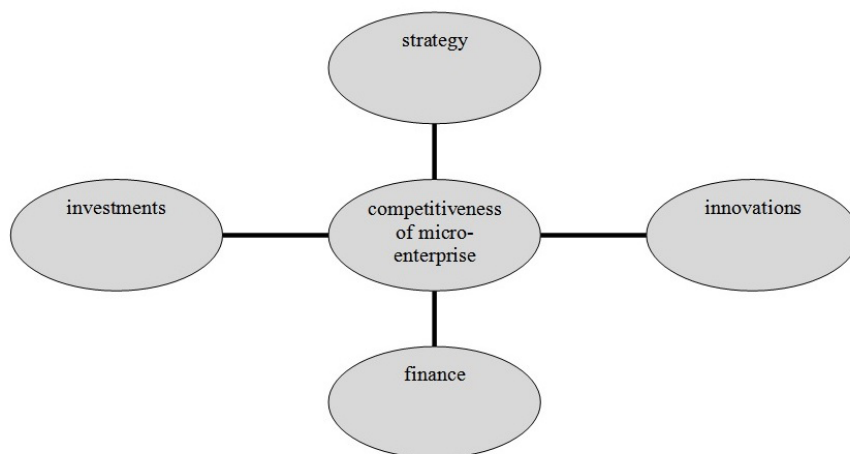 strategy
investments
competitiveness
of micro-
enterprise
innovations
finance